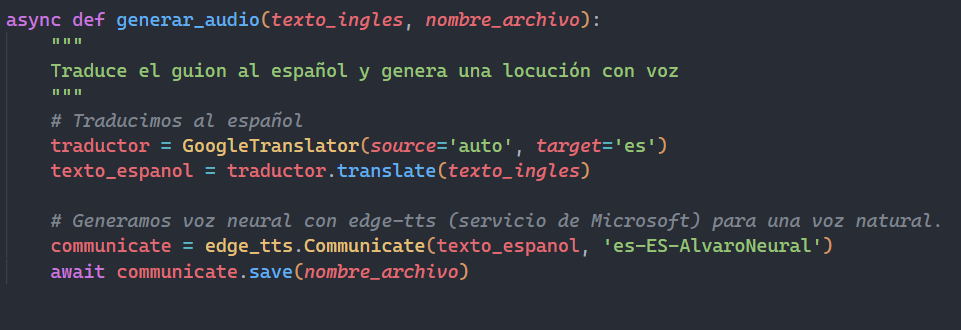 async def generar_audio(texto_ingles, nombre_archivo):
    """
    Traduce el guion al español y genera una locución con voz
    """
    # Traducimos al español
    traductor = GoogleTranslator(source='auto', target='es')
    texto_espanol = traductor.translate(texto_ingles)

    # Generamos voz neural con edge-tts (servicio de Microsoft) para una voz natural.
    communicate = edge_tts.Communicate(texto_espanol, 'es-ES-AlvaroNeural')
    await communicate.save(nombre_archivo)